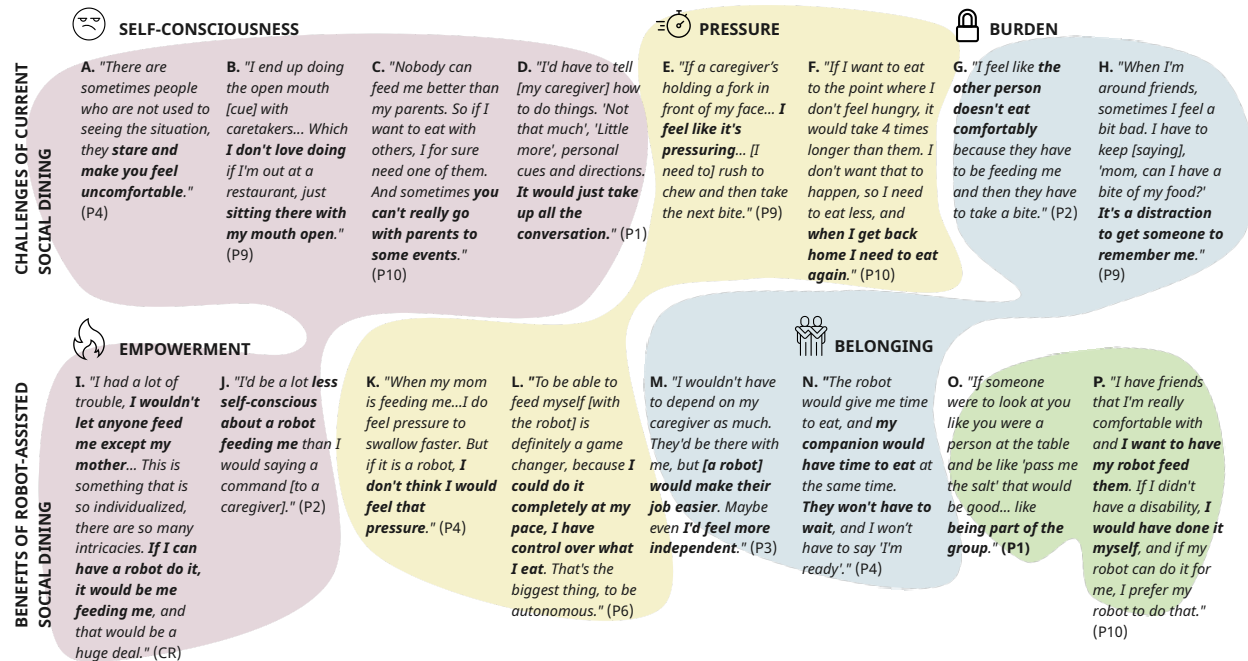 SELF-CONSCIOUSNESS
PRESSURE
BURDEN
CHALLENGES OF CURRENT
SOCIAL DINING
A. "There are
sometimes people
who are not used to
seeing the situation,
they stare and
make you feel
uncomfortable."
(P4)
B. "I end up doing
the open mouth
[cue] with
caretakers... Which
I don't love doing
if I'm out at a
restaurant, just
sitting there with
my mouth open."
(P9)
C. "Nobody can
feed me better than
my parents. So if I
want to eat with
others, I for sure
need one of them.
And sometimes you
can't really go
with parents to
some events."
(P10)
D. "I'd have to tell
[my caregiver] how
to do things. 'Not
that much', 'Little
more', personal
cues and directions.
It would just take
up all the
conversation." (P1)
E. "If a caregiver's
holding a fork in
front of my face... I
feel like it's
pressuring... [I
need to] rush to
chew and then take
the next bite." (P9)
F. "If I want to eat
to the point where I
don't feel hungry, it
would take 4 times
longer than them. I
don't want that to
happen, so I need
to eat less, and
when I get back
home I need to eat
again." (P10)
G. "I feel like the
other person
doesn't eat
comfortably
because they have
to be feeding me
and then they have
to take a bite." (P2)
H. "When I'm
around friends,
sometimes I feel a
bit bad. I have to
keep [saying],
'mom, can I have a
bite of my food?'
It's a distraction
to get someone to
remember me."
(P9)
EMPOWERMENT
BELONGING
BENEFITS OF ROBOT-ASSISTED
SOCIAL DINING
I. "I had a lot of
trouble, I wouldn't
let anyone feed
me except my
mother... This is
something that is
so individualized,
there are so many
intricacies. If I can
have a robot do it,
it would be me
feeding me, and
that would be a
huge deal." (CR)
J. "I'd be a lot less
self-conscious
about a robot
feeding me than I
would saying a
command [to a
caregiver]." (P2)
K. "When my mom
is feeding me...I do
feel pressure to
swallow faster. But
if it is a robot, I
don't think I would
feel that
pressure." (P4)
L. "To be able to
feed myself [with
the robot] is
definitely a game
changer, because I
could do it
completely at my
pace, I have
control over what
I eat. That's the
biggest thing, to be
autonomous." (P6)
M. "I wouldn't have
to depend on my
caregiver as much.
They'd be there with
me, but [a robot]
would make their
job easier. Maybe
even I'd feel more
independent." (P3)
N. "The robot
would give me time
to eat, and my
companion would
have time to eat at
the same time.
They won't have to
wait, and I won't
have to say 'I'm
ready'." (P4)
O. "If someone
were to look at you
like you were a
person at the table
and be like 'pass me
the salt' that would
be good... like
being part of the
group." (P1)
P. "I have friends
that I'm really
comfortable with
and I want to have
my robot feed
them. If I didn't
have a disability, I
would have done it
myself, and if my
robot can do it for
me, I prefer my
robot to do that."
(P10)